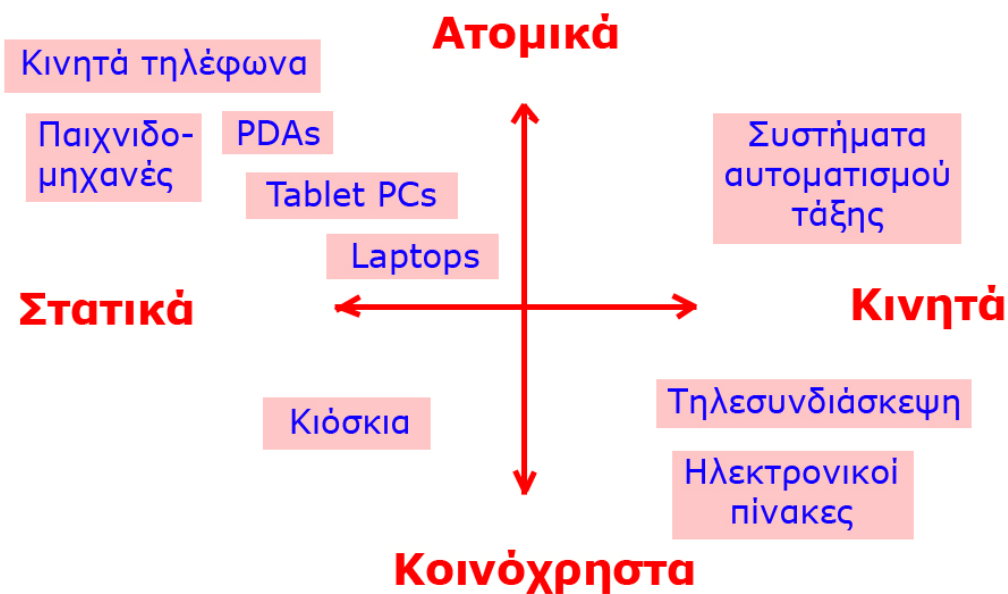 Ατομικά
Κινητά τηλέφωνα
Παιχνιδο-
μηχανές
PDAs
Συστήματα
αυτοματισμού
τάξης
Tablet PCs
Laptops
Στατικά
Κινητά
Κιόσκια
Τηλεσυνδιάσκεψη
Ηλεκτρονικοί
πίνακες
Κοινόχρηστα